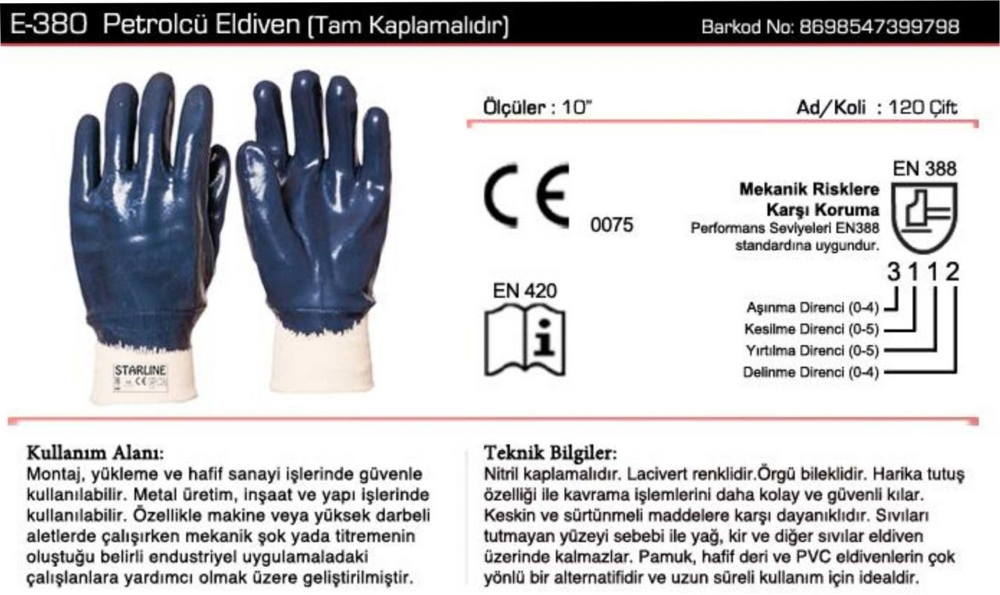 E-380 Petrolcü Eldiven (Tam Kaplamalıdır)
Barkod No: 8698547399798
Ölçüler : 10"
Ad/Koli : 120 Çift
CE
0075
EN 388
Mekanik Risklere
Karşı Koruma
Performans Seviyeleri EN388
standardına uygundur.
3 1 1 2
Aşınma Direnci (0-4)
Kesilme Direnci (0-5)
Yırtılma Direnci (0-5)
Delinme Direnci (0-4)
EN 420
i
STARLINE
CE
Kullanım Alanı:
Montaj, yükleme ve hafif sanayi işlerinde güvenle
kullanılabilir. Metal üretim, inşaat ve yapı işlerinde
kullanılabilir. Özellikle makine veya yüksek darbeli
aletlerde çalışırken mekanik şok yada titremenin
oluştuğu belirli endustriyel uygulamaladaki
çalışlanlara yardımcı olmak üzere geliştirilmiştir.
Teknik Bilgiler:
Nitril kaplamalıdır. Lacivert renklidir.Örgü bileklidir. Harika tutuş
özelliği ile kavrama işlemlerini daha kolay ve güvenli kılar.
Keskin ve sürtünmeli maddelere karşı dayanıklıdır. Sıvıları
tutmayan yüzeyi sebebi ile yağ, kir ve diğer sıvılar eldiven
üzerinde kalmazlar. Pamuk, hafif deri ve PVC eldivenlerin çok
yönlü bir alternatifidir ve uzun süreli kullanım için idealdir.